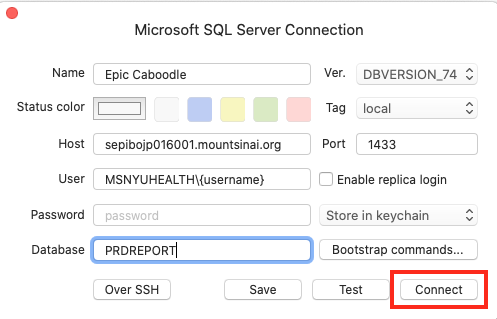 Microsoft SQL Server Connection
Name Epic Caboodle Ver. DBVERSION_74
Status color Tag local
Host sepibojp016001.mountsinai.org Port 1433
User MSNYUHEALTH\{username} Enable replica login
Password password Store in keychain
Database PRDREPORT Bootstrap commands...
Over SSH Save Test Connect